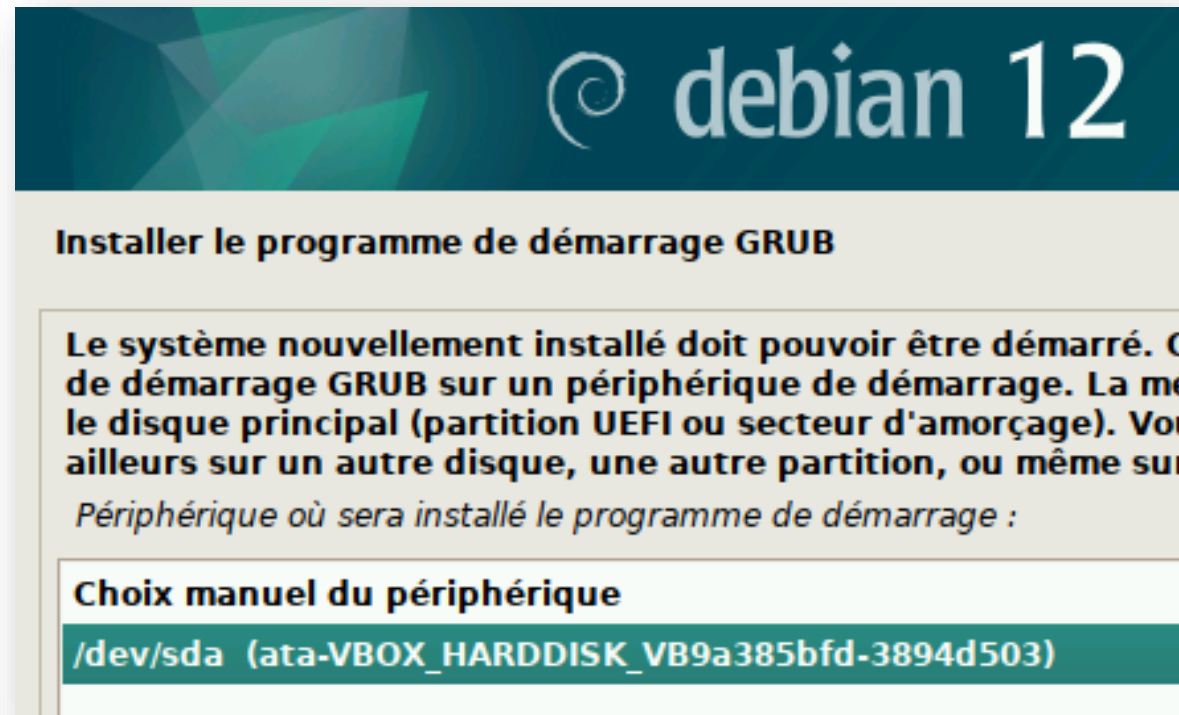 debian 12
Installer le programme de démarrage GRUB
Le système nouvellement installé doit pouvoir être démarré.
de démarrage GRUB sur un périphérique de démarrage. La
le disque principal (partition UEFI ou secteur d'amorçage).
ailleurs sur un autre disque, une autre partition, ou même
Périphérique où sera installé le programme de démarrage :
Choix manuel du périphérique
/dev/sda (ata-VBOX_HARDDISK_VB9a385bfd-3894d503)